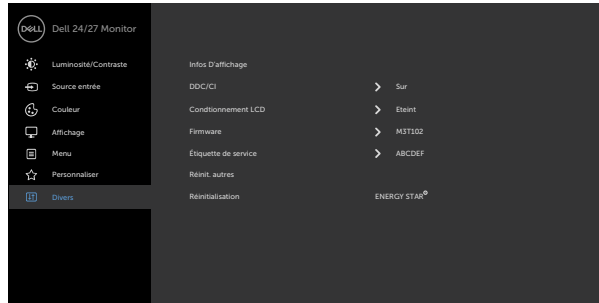 DELL Dell 24/27 Monitor
Luminosité/Contraste
Source entrée
Couleur
Affichage
Menu
Personnaliser
Divers
Infos D'affichage
DDC/CI Sur
Condtionnement LCD Eteint
Firmware M3T102
Étiquette de service ABCDEF
Réinit. autres
Réinitialisation ENERGY STAR®